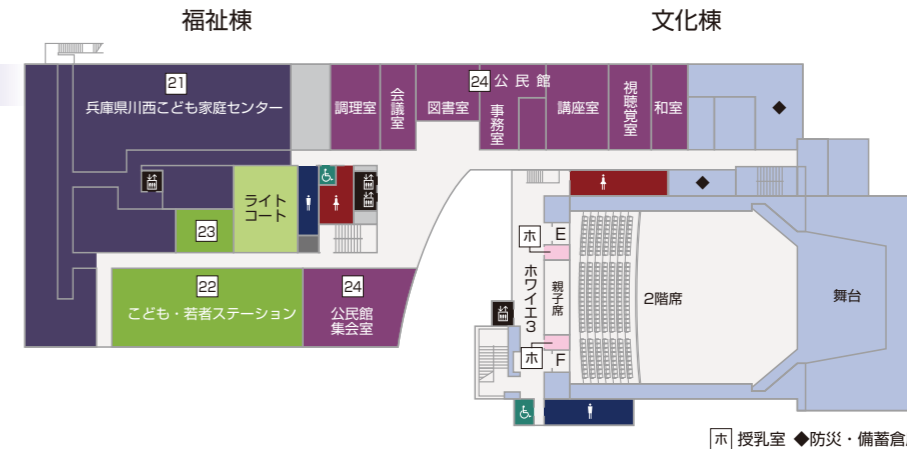 福祉棟
文化棟
21
兵庫県川西こども家庭センター
調理室
会議室
図書室
24 公民館
事務室
講座室
視聴覚室
和室
◆
ライト
コート
23
22
こども・若者ステーション
24
公民館
集会室
◆
ホ
E
ホワイエ3
親子席
2階席
舞台
ホ
F
ホ 授乳室 ◆防災・備蓄倉